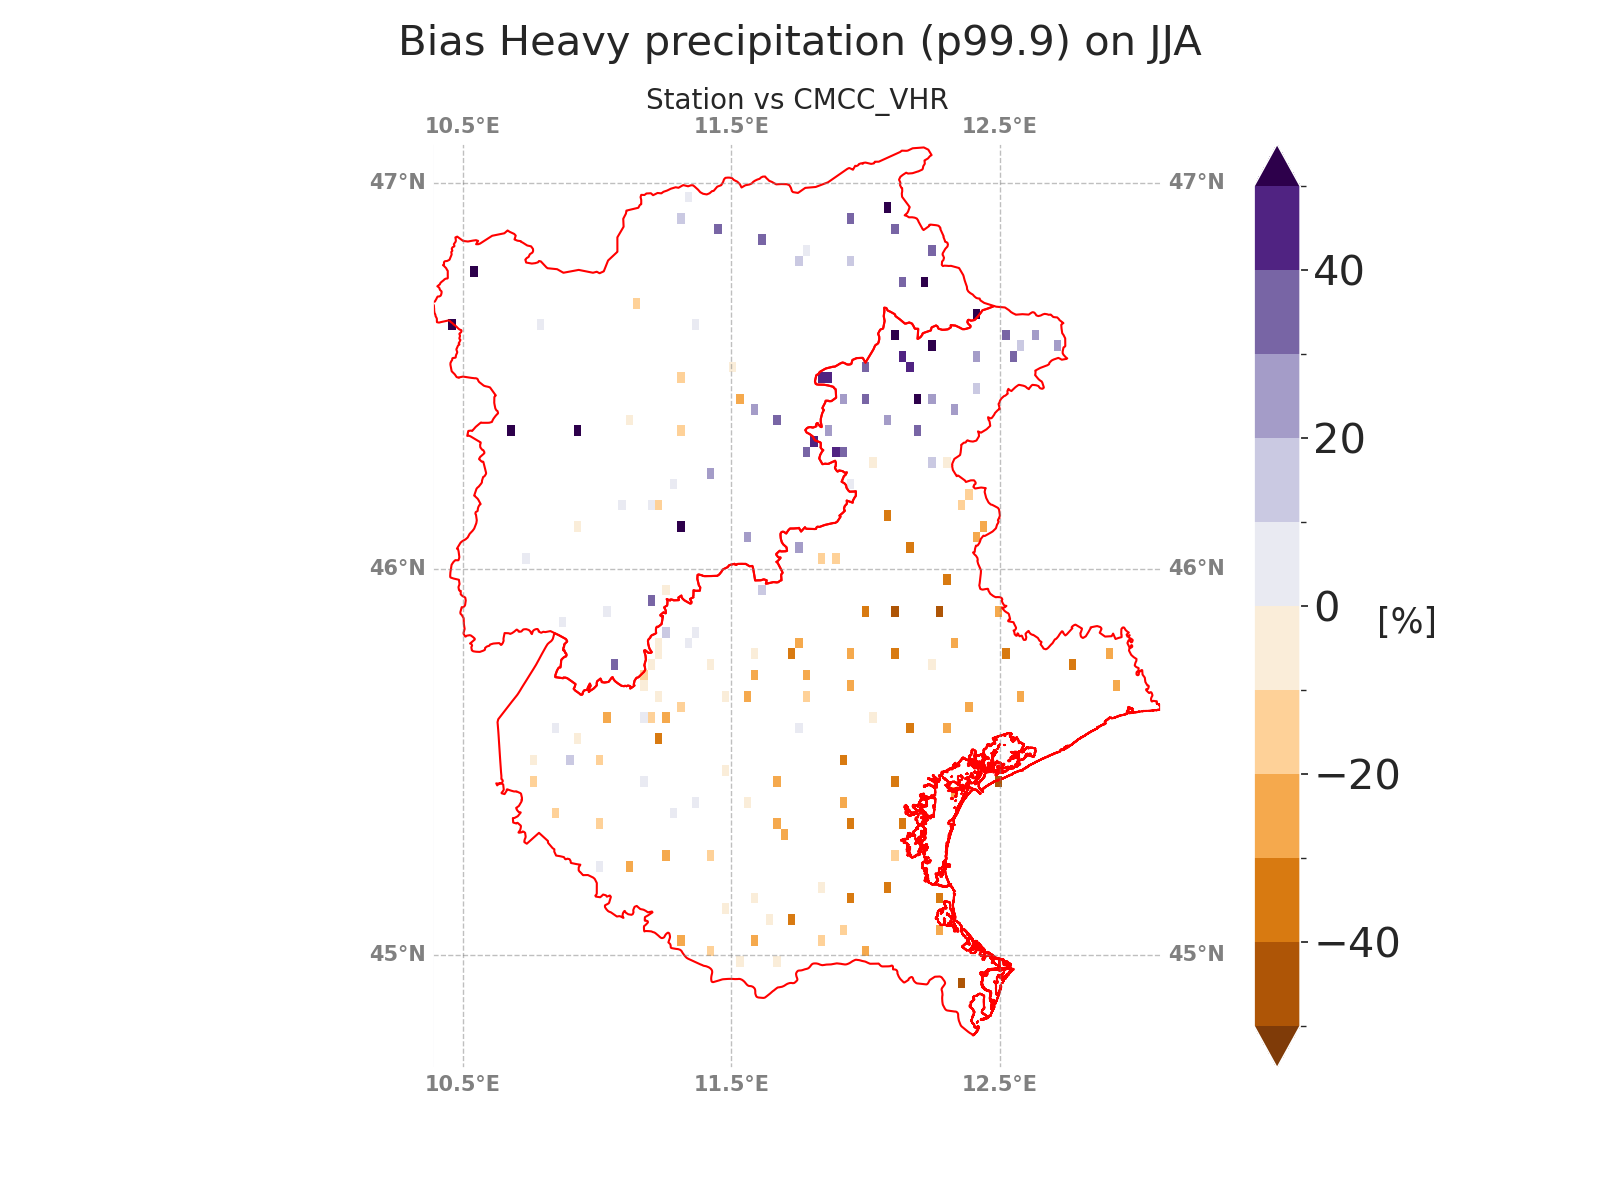 Bias Heavy precipitation (p99.9) on JJA
Station vs CMCC_VHR
10.5°E 11.5°E 12.5°E
47°N 47°N
40
20
46°N 46°N
0 [%]
−20
−40
45°N 45°N
10.5°E 11.5°E 12.5°E